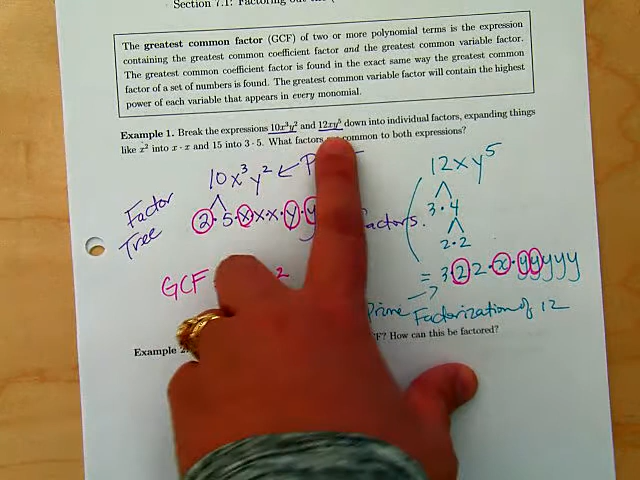 Section 7.1: Factoring out the
The greatest common factor (GCF) of two or more polynomial terms is the expression
containing the greatest common coefficient factor and the greatest common variable factor.
The greatest common coefficient factor is found in the exact same way the greatest common
factor of a set of numbers is found. The greatest common variable factor will contain the highest
power of each variable that appears in every monomial.
Example 1. Break the expressions 10x³y² and 12xy⁵ down into individual factors, expanding things
like x² into x · x and 15 into 3 · 5. What factors are common to both expressions?
10x³y² ← P
12xy⁵
Factor
Tree
3·4
2·5·x x·x·y·y
factors.
2·2
GCF 2
= 3·2 2·x·y y y y y
Prime → Factorization of 12
Example 2. F? How can this be factored?